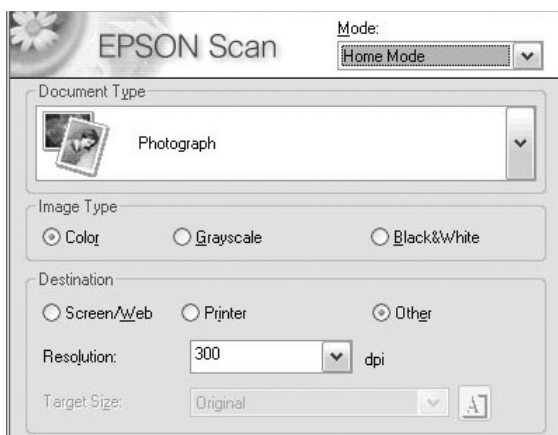 EPSON Scan
Mode:
Home Mode
Document Type
Photograph
Image Type
Color Grayscale Black&White
Destination
Screen/Web Printer Other
Resolution: 300 dpi
Target Size: Original A